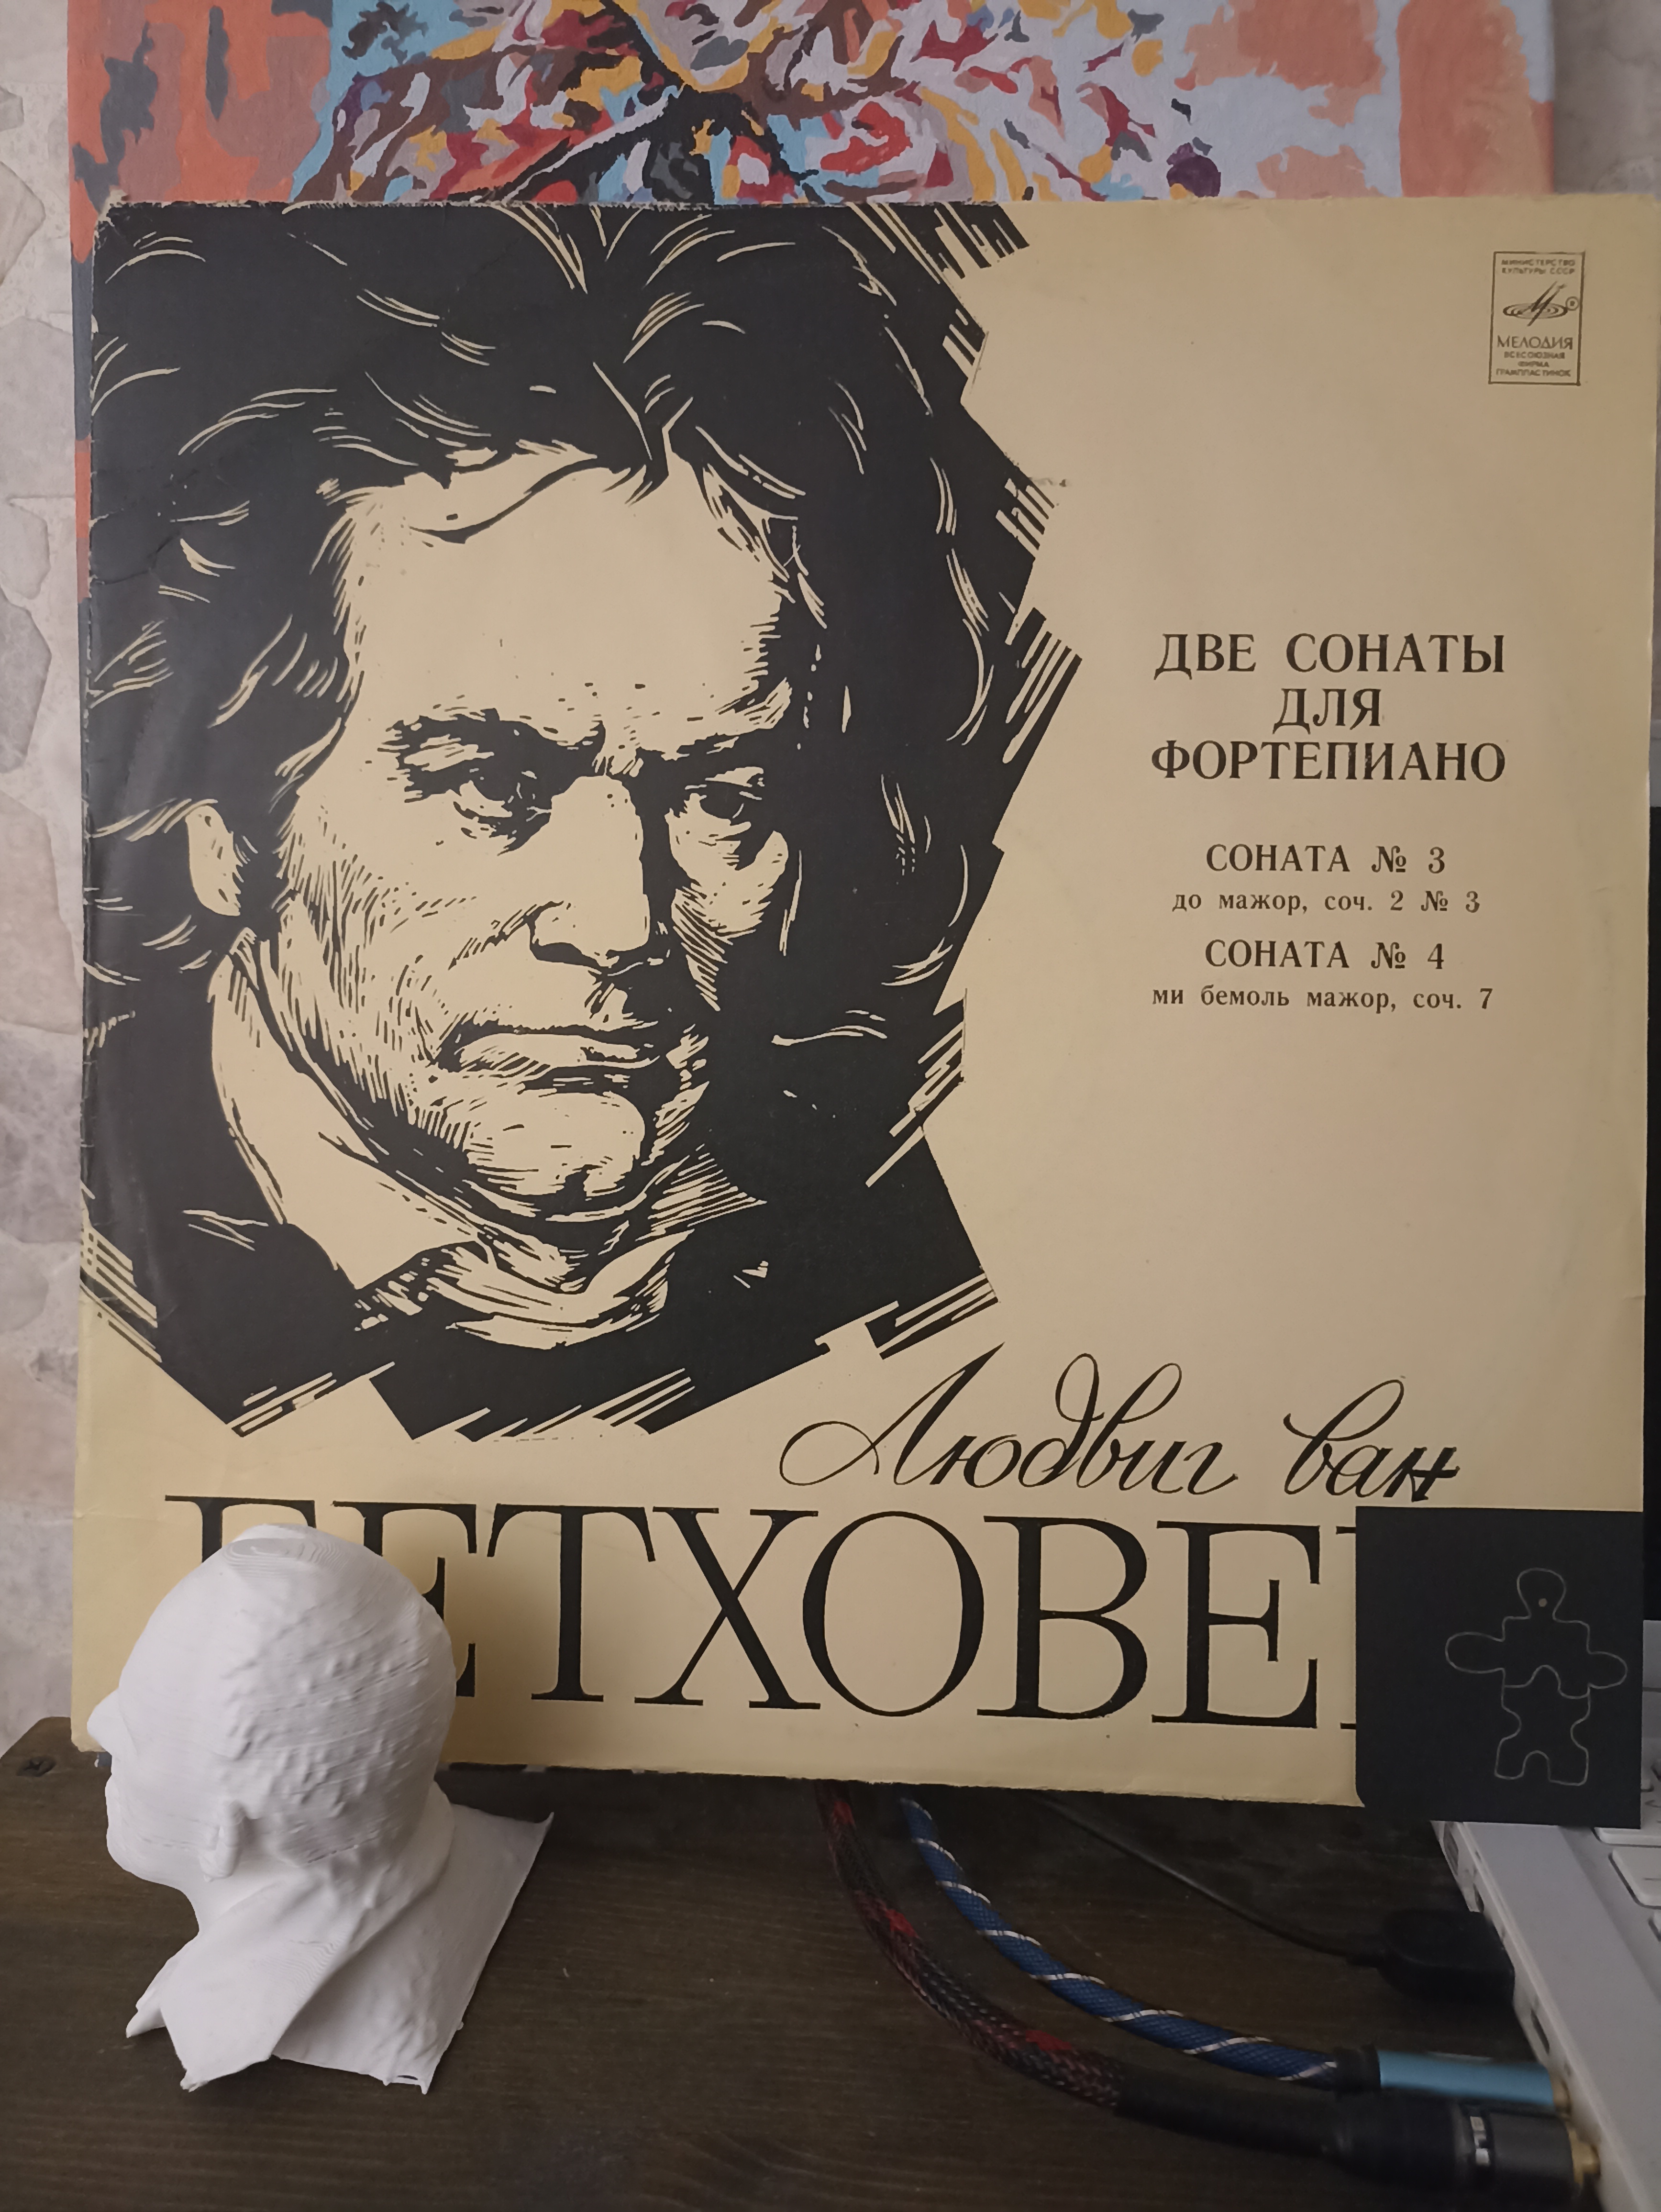 МИНИСТЕРСТВО
КУЛЬТУРЫ СССР
МЕЛОДИЯ
ВСЕСОЮЗНАЯ
ФИРМА
ГРАМПЛАСТИНОК
ДВЕ СОНАТЫ
ДЛЯ
ФОРТЕПИАНО
СОНАТА № 3
до мажор, соч. 2 № 3
СОНАТА № 4
ми бемоль мажор, соч. 7
Людвиг ван
БЕТХОВЕН